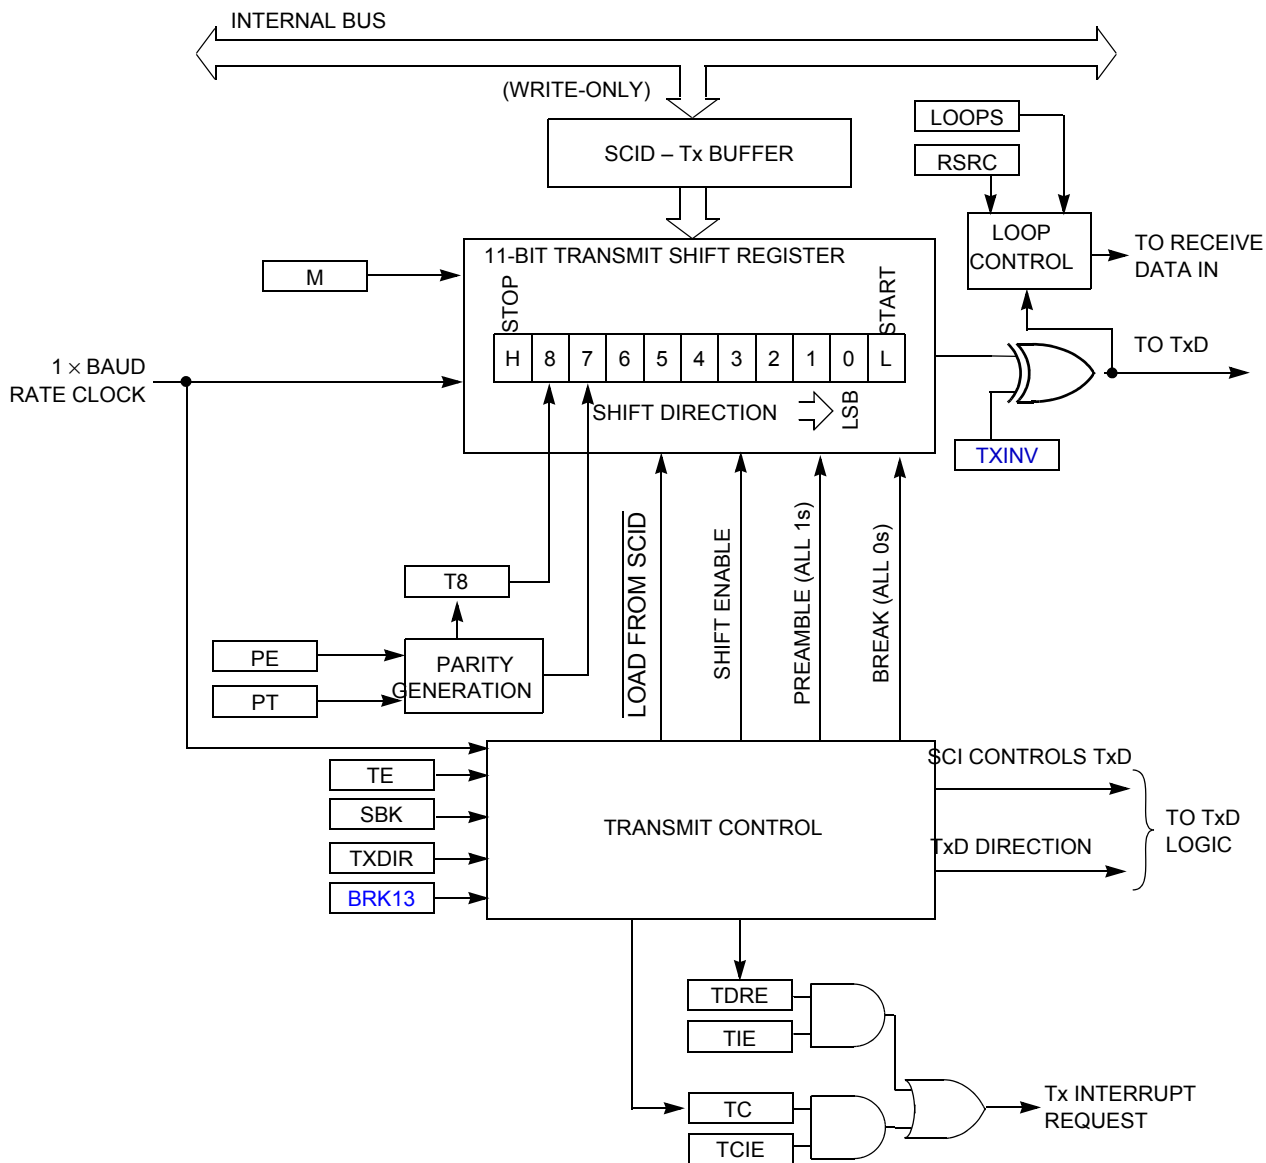 INTERNAL BUS
(WRITE-ONLY)
SCID – Tx BUFFER
LOOPS
RSRC
LOOP
CONTROL
TO RECEIVE
DATA IN
11-BIT TRANSMIT SHIFT REGISTER
M
STOP
START
H 8 7 6 5 4 3 2 1 0 L
1 × BAUD
RATE CLOCK
SHIFT DIRECTION
LSB
TO TxD
TXINV
T8
PE
PT
PARITY
GENERATION
LOAD FROM SCID
SHIFT ENABLE
PREAMBLE (ALL 1s)
BREAK (ALL 0s)
TE
SBK
TXDIR
BRK13
TRANSMIT CONTROL
SCI CONTROLS TxD
TxD DIRECTION
TO TxD
LOGIC
TDRE
TIE
TC
TCIE
Tx INTERRUPT
REQUEST